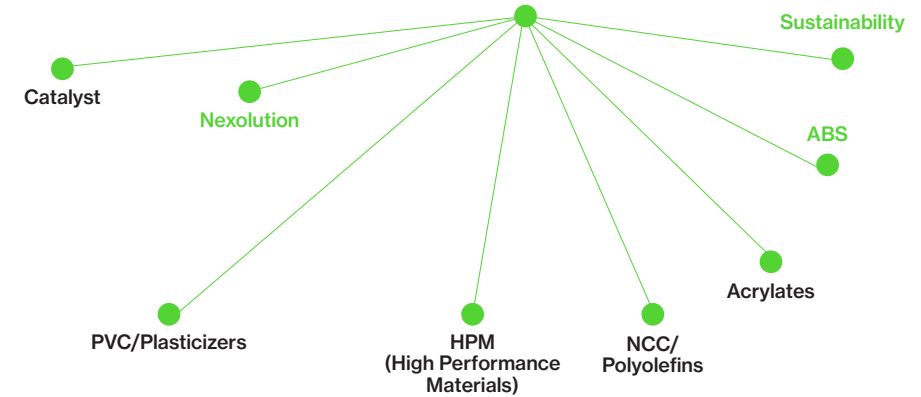 Sustainability
Catalyst
Nexolution
ABS
Acrylates
PVC/Plasticizers
HPM
(High Performance
Materials)
NCC/
Polyolefins